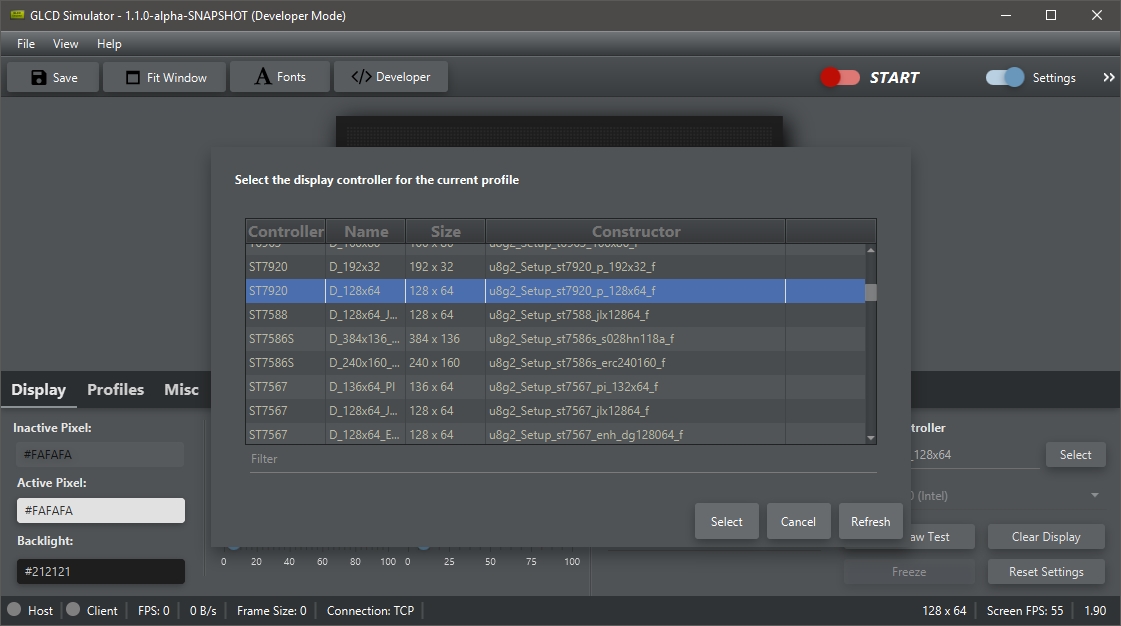 GLCD Simulator - 1.1.0-alpha-SNAPSHOT (Developer Mode)
File View Help
Save Fit Window Fonts </> Developer START Settings »
Select the display controller for the current profile
Controller Name Size Constructor
ST7920 D_192x32 192 x 32 u8g2_Setup_st7920_p_192x32_f
ST7920 D_128x64 128 x 64 u8g2_Setup_st7920_p_128x64_f
ST7588 D_128x64_J... 128 x 64 u8g2_Setup_st7588_jlx12864_f
ST7586S D_384x136_... 384 x 136 u8g2_Setup_st7586s_s028hn118a_f
ST7586S D_240x160_... 240 x 160 u8g2_Setup_st7586s_erc240160_f
ST7567 D_136x64_PI 136 x 64 u8g2_Setup_st7567_pi_132x64_f
ST7567 D_128x64_J... 128 x 64 u8g2_Setup_st7567_jlx12864_f
ST7567 D_128x64_E... 128 x 64 u8g2_Setup_st7567_enh_dg128064_f
Filter
Select Cancel Refresh
Display Profiles Misc
Inactive Pixel:
#FAFAFA
Active Pixel:
#FAFAFA
Backlight:
#212121
0 20 40 60 80 100 0 25 50 75 100
troller
_128x64 Select
(Intel)
aw Test Clear Display
Freeze Reset Settings
Host Client FPS: 0 0 B/s Frame Size: 0 Connection: TCP 128 x 64 Screen FPS: 55 1.90